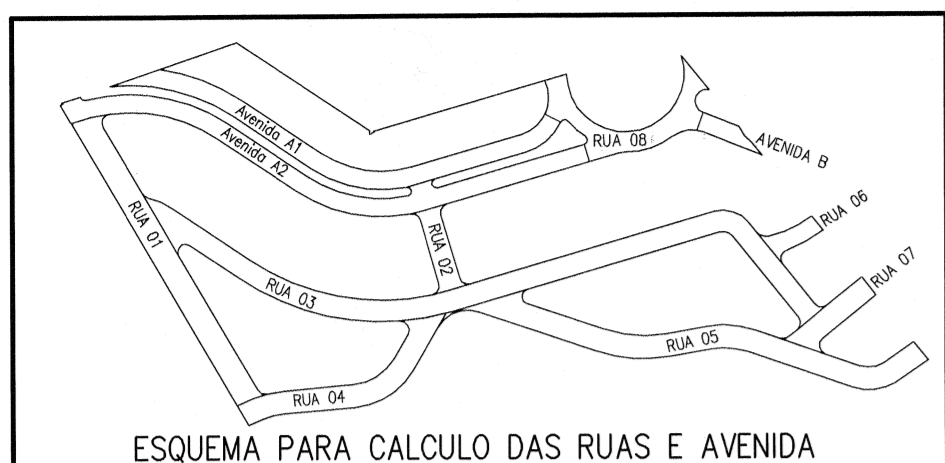 Avenida A1
Avenida A2
RUA 08
AVENIDA B
RUA 01
RUA 02
RUA 06
RUA 03
RUA 07
RUA 05
RUA 04
ESQUEMA PARA CALCULO DAS RUAS E AVENIDA